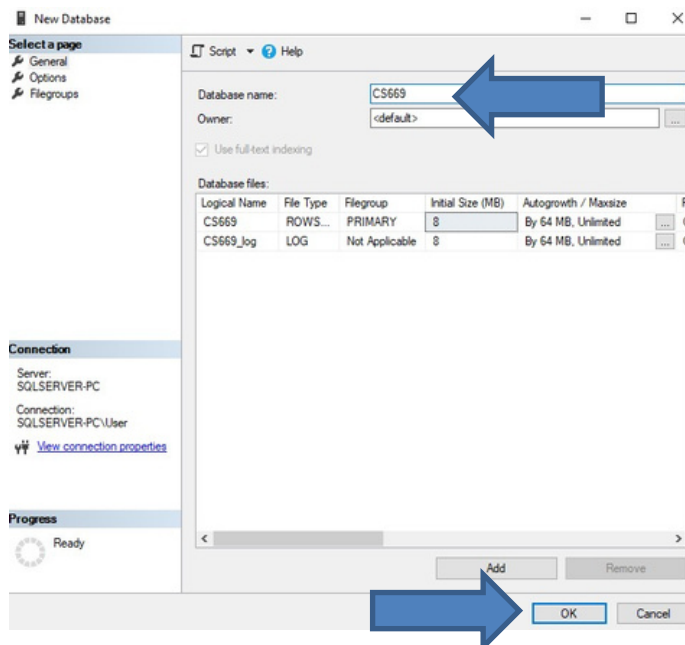 New Database
Select a page
General
Options
Filegroups
Script Help
Database name: CS669
Owner: <default> ...
Use full-text indexing
Database files:
Logical Name File Type Filegroup Initial Size (MB) Autogrowth / Maxsize
CS669 ROWS... PRIMARY 8 By 64 MB, Unlimited ...
CS669_log LOG Not Applicable 8 By 64 MB, Unlimited ...
Connection
Server:
SQLSERVER-PC
Connection:
SQLSERVER-PC\User
View connection properties
Progress
Ready
Add Remove
OK Cancel